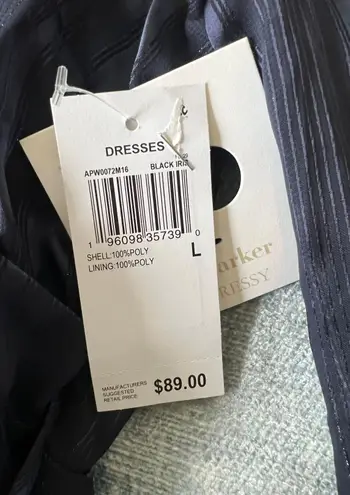 DRESSES
APW0072M16 BLACK IRIS
1 96098 35739 0
SHELL:100%POLY
LINING:100%POLY
L
MANUFACTURERS
SUGGESTED
RETAIL PRICE
$89.00
arker
RESSY